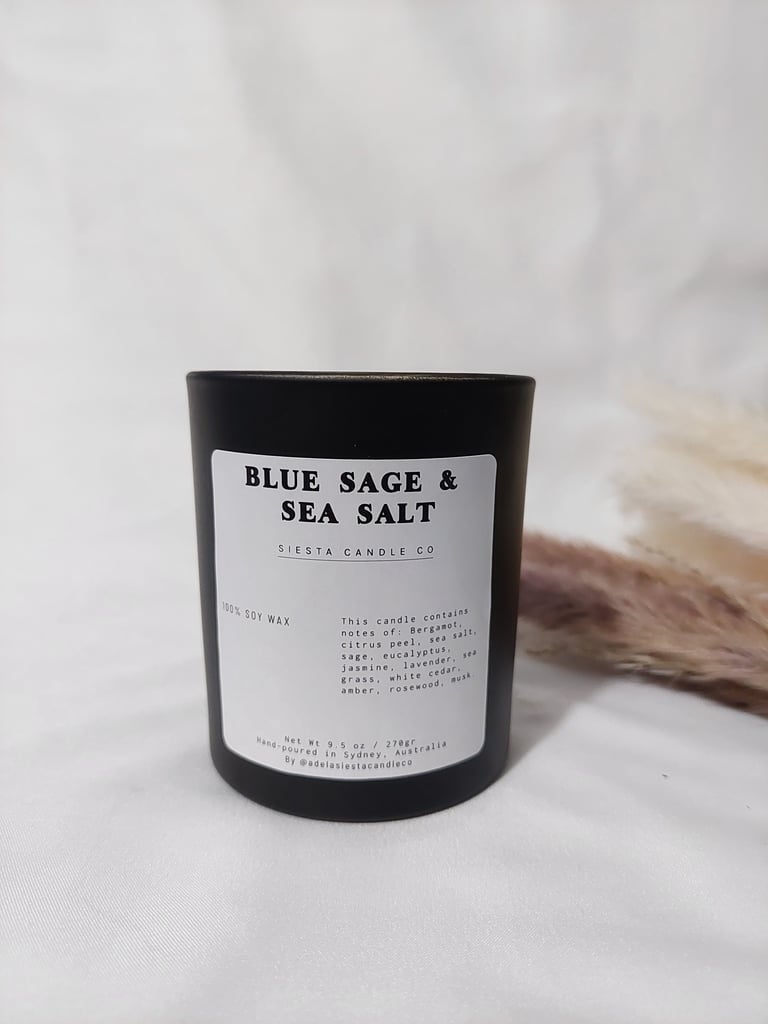 BLUE SAGE &
SEA SALT
SIESTA CANDLE CO
100% SOY WAX
This candle contains
notes of: Bergamot,
citrus peel, sea salt,
sage, eucalyptus,
jasmine, lavender, sea
grass, white cedar,
amber, rosewood, musk.
Net Wt 9.5 oz / 270gr
Hand-poured in Sydney, Australia
By @adelasiestacandleco